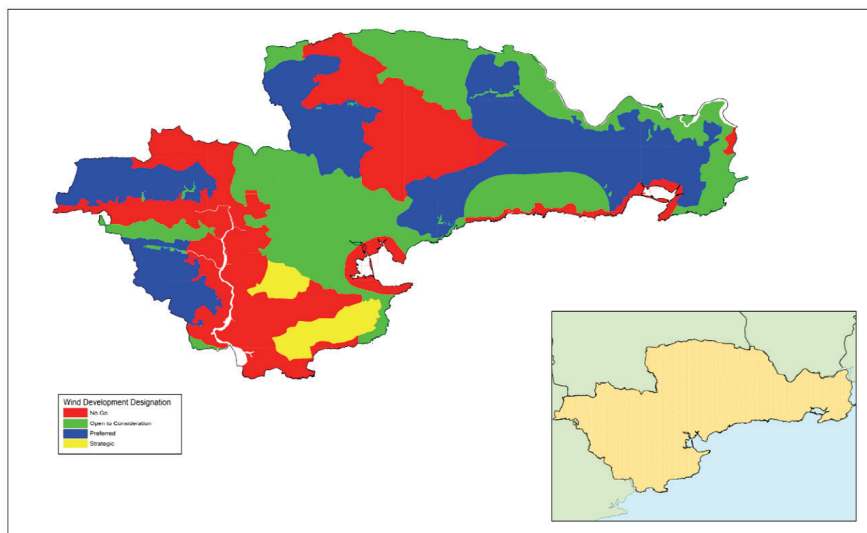 Wind Development Designation
No Go
Open to Consideration
Preferred
Strategic